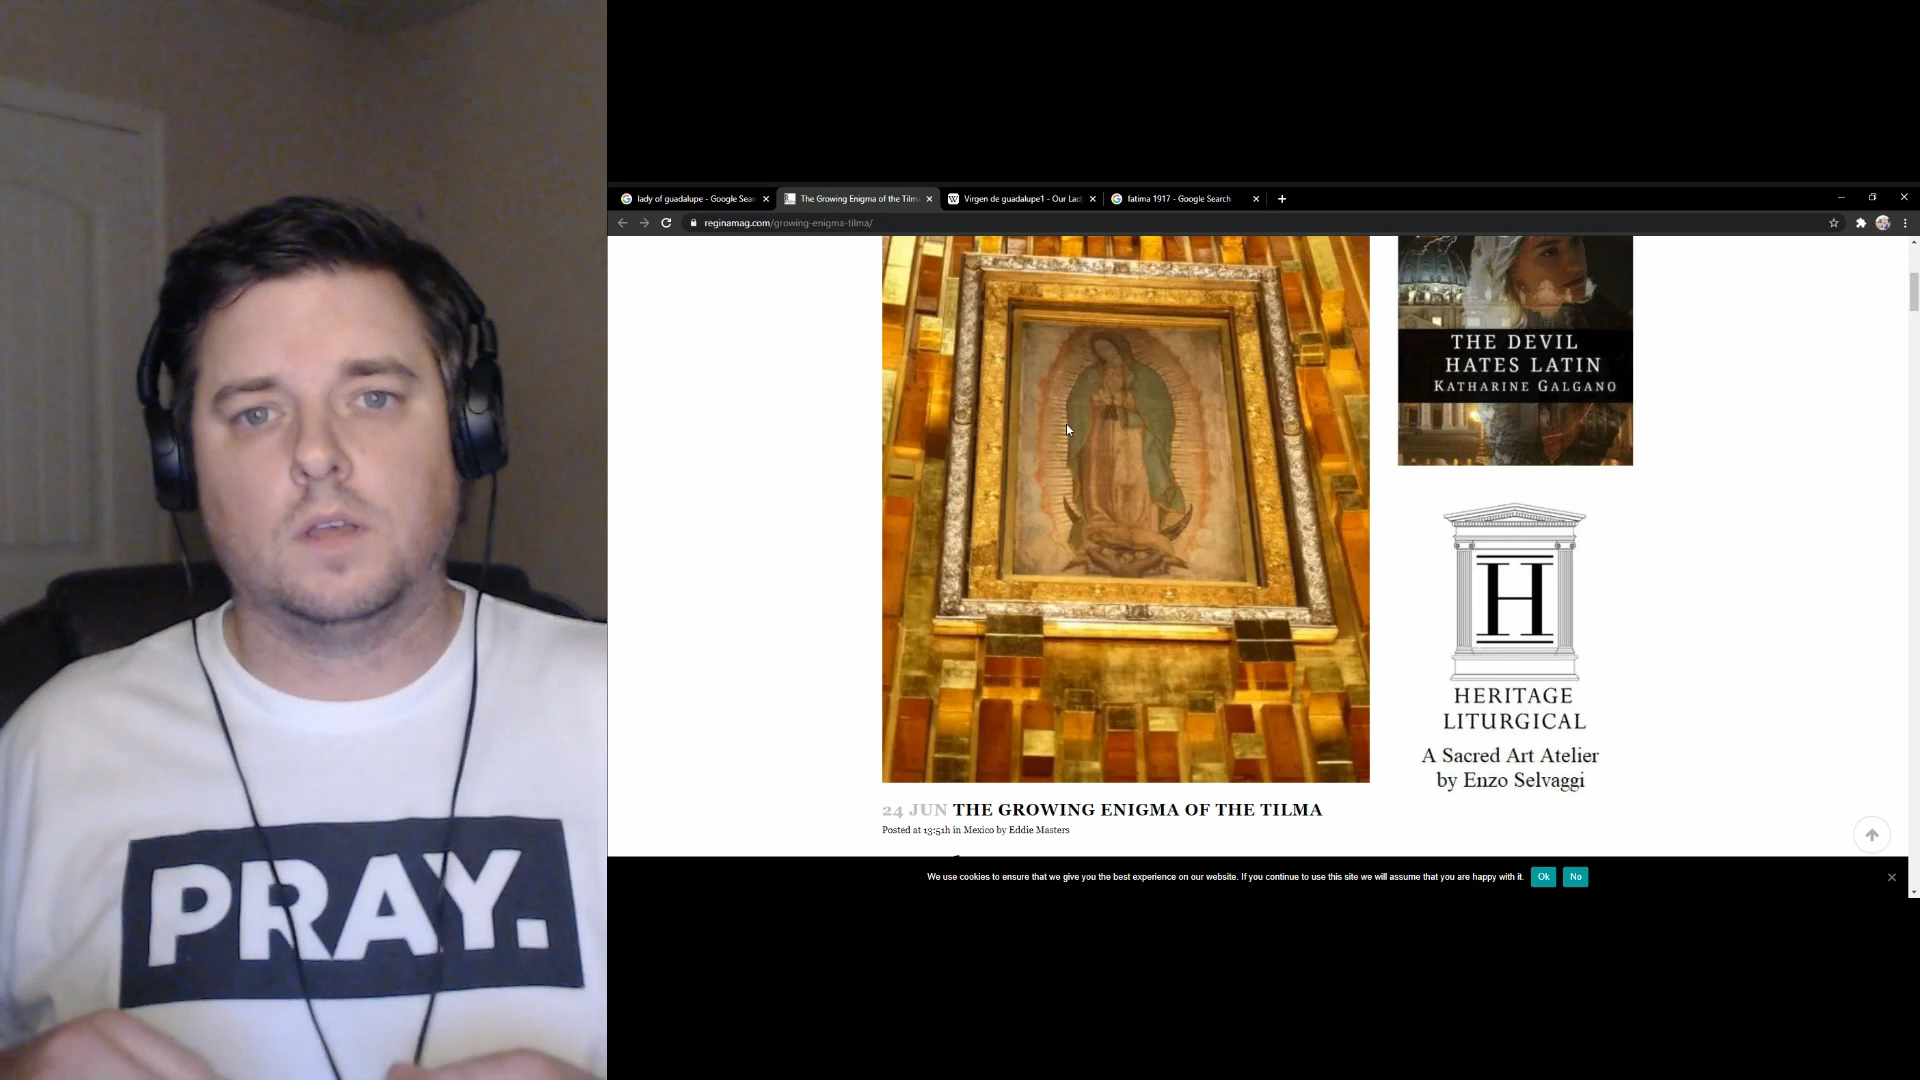 PRAY.
lady of guadalupe - Google Sear
The Growing Enigma of the Tilma
Virgen de guadalupe1 - Our Lady
fatima 1917 - Google Search
reginamag.com/growing-enigma-tilma/
THE DEVIL
HATES LATIN
KATHARINE GALGANO
H
HERITAGE
LITURGICAL
A Sacred Art Atelier
by Enzo Selvaggi
24 JUN THE GROWING ENIGMA OF THE TILMA
Posted at 13:51h in Mexico by Eddie Masters
We use cookies to ensure that we give you the best experience on our website. If you continue to use this site we will assume that you are happy with it.
Ok
No